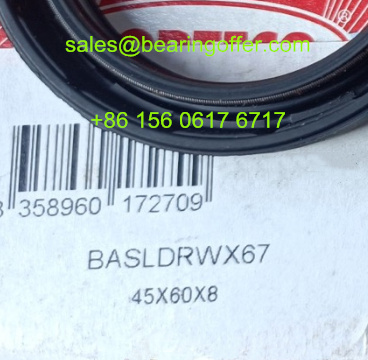 sales@bearingoffer.com
+86 156 0617 6717
358960 172709
BASLDRWX67
45X60X8